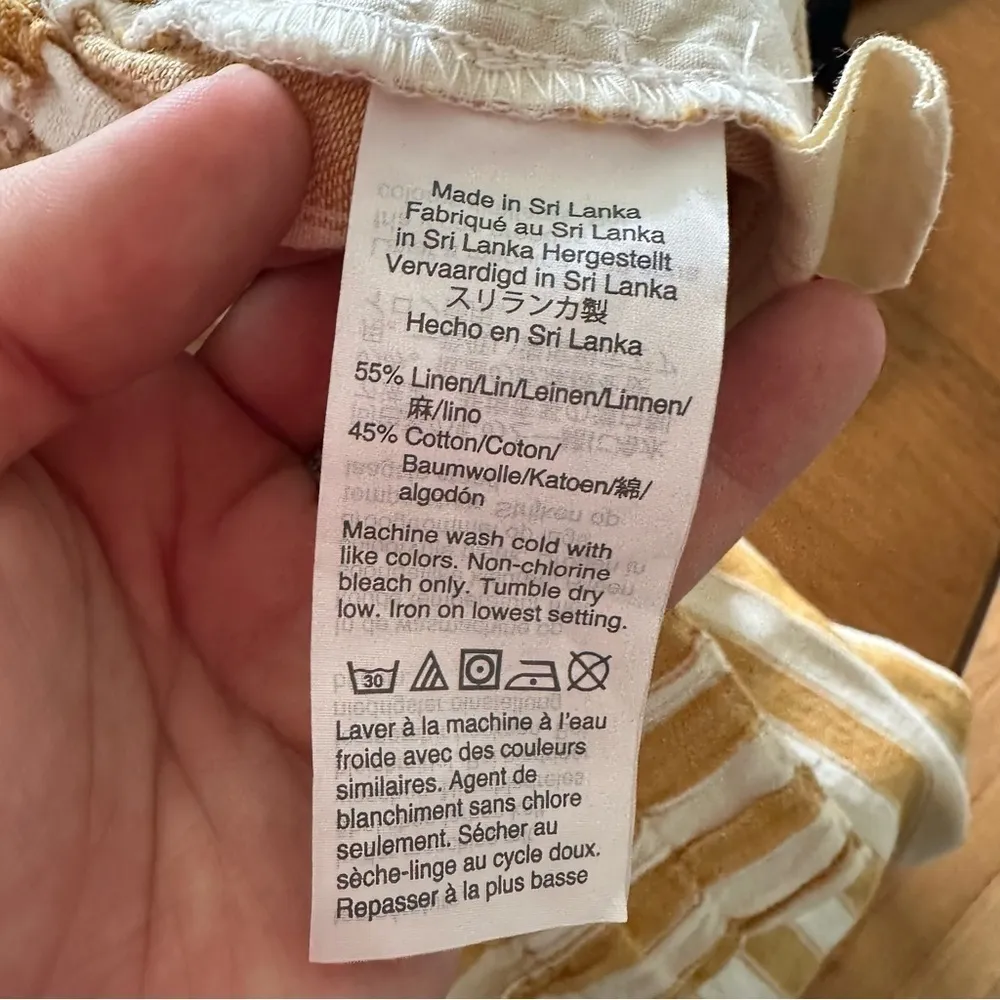 Made in Sri Lanka
Fabriqué au Sri Lanka
in Sri Lanka Hergestellt
Vervaardigd in Sri Lanka
スリランカ製
Hecho en Sri Lanka
55% Linen/Lin/Leinen/Linnen/
麻/lino
45% Cotton/Coton/
Baumwolle/Katoen/綿/
algodón
Machine wash cold with
like colors. Non-chlorine
bleach only. Tumble dry
low. Iron on lowest setting.
30
Laver à la machine à l'eau
froide avec des couleurs
similaires. Agent de
blanchiment sans chlore
seulement. Sécher au
sèche-linge au cycle doux.
Repasser à la plus basse